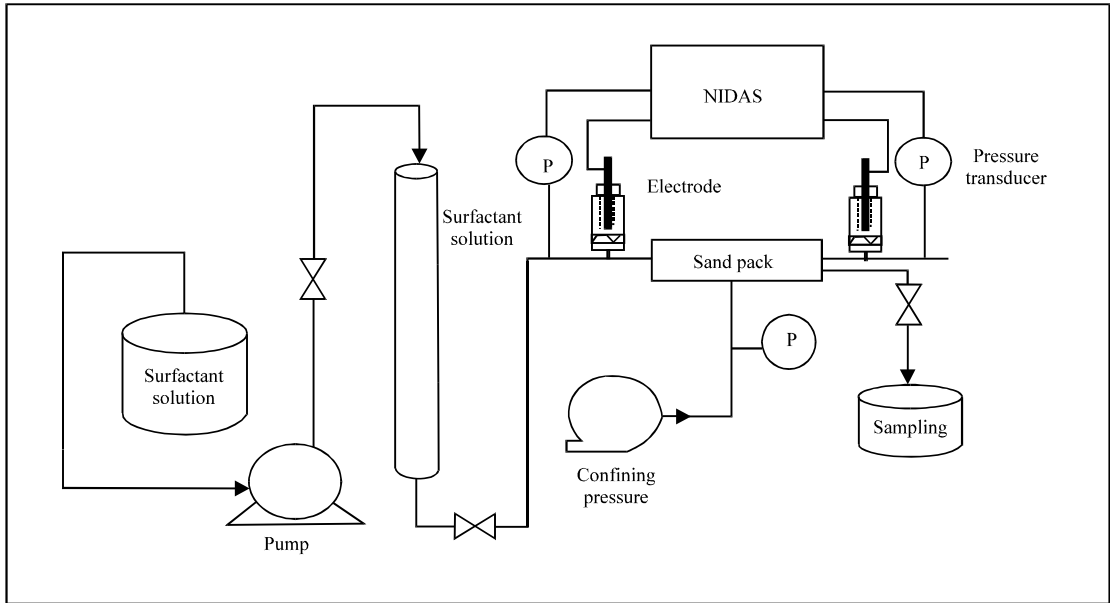 NIDAS
P
P
Pressure
transducer
Electrode
Surfactant
solution
Sand pack
P
Surfactant
solution
Sampling
Confining
pressure
Pump